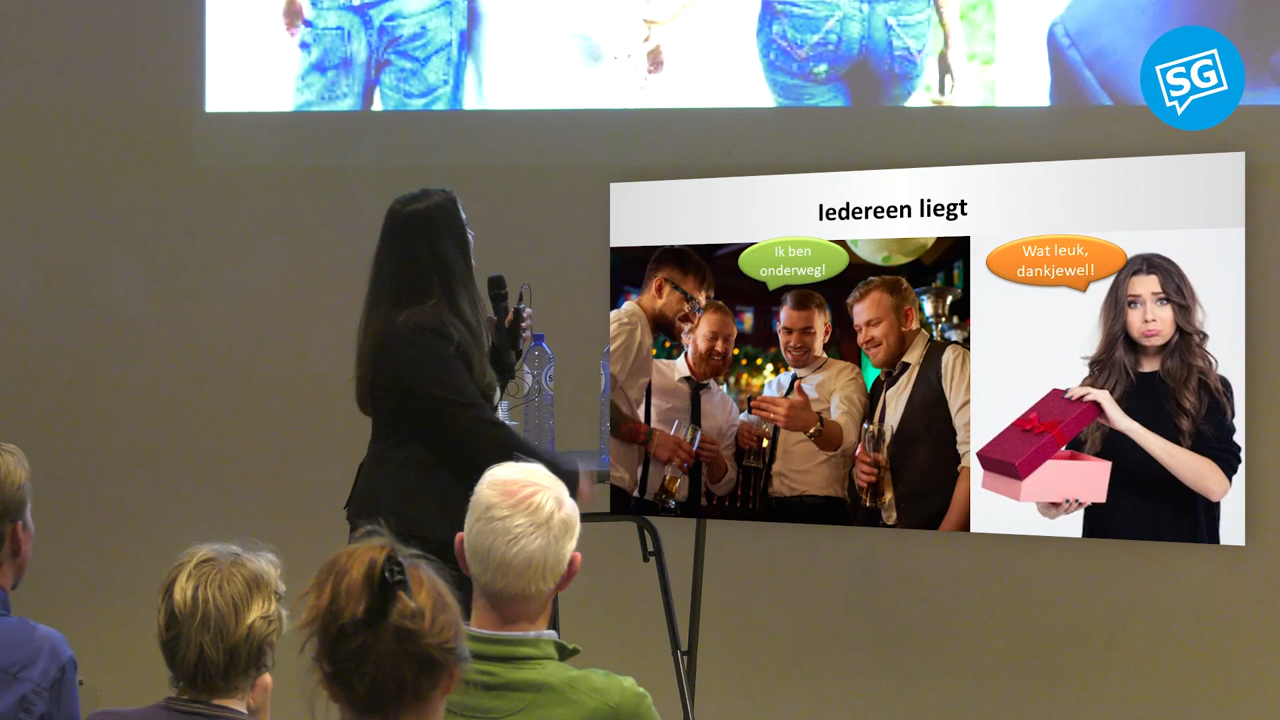 SG
Iedereen liegt
Ik ben
onderweg!
Wat leuk,
dankjewel!